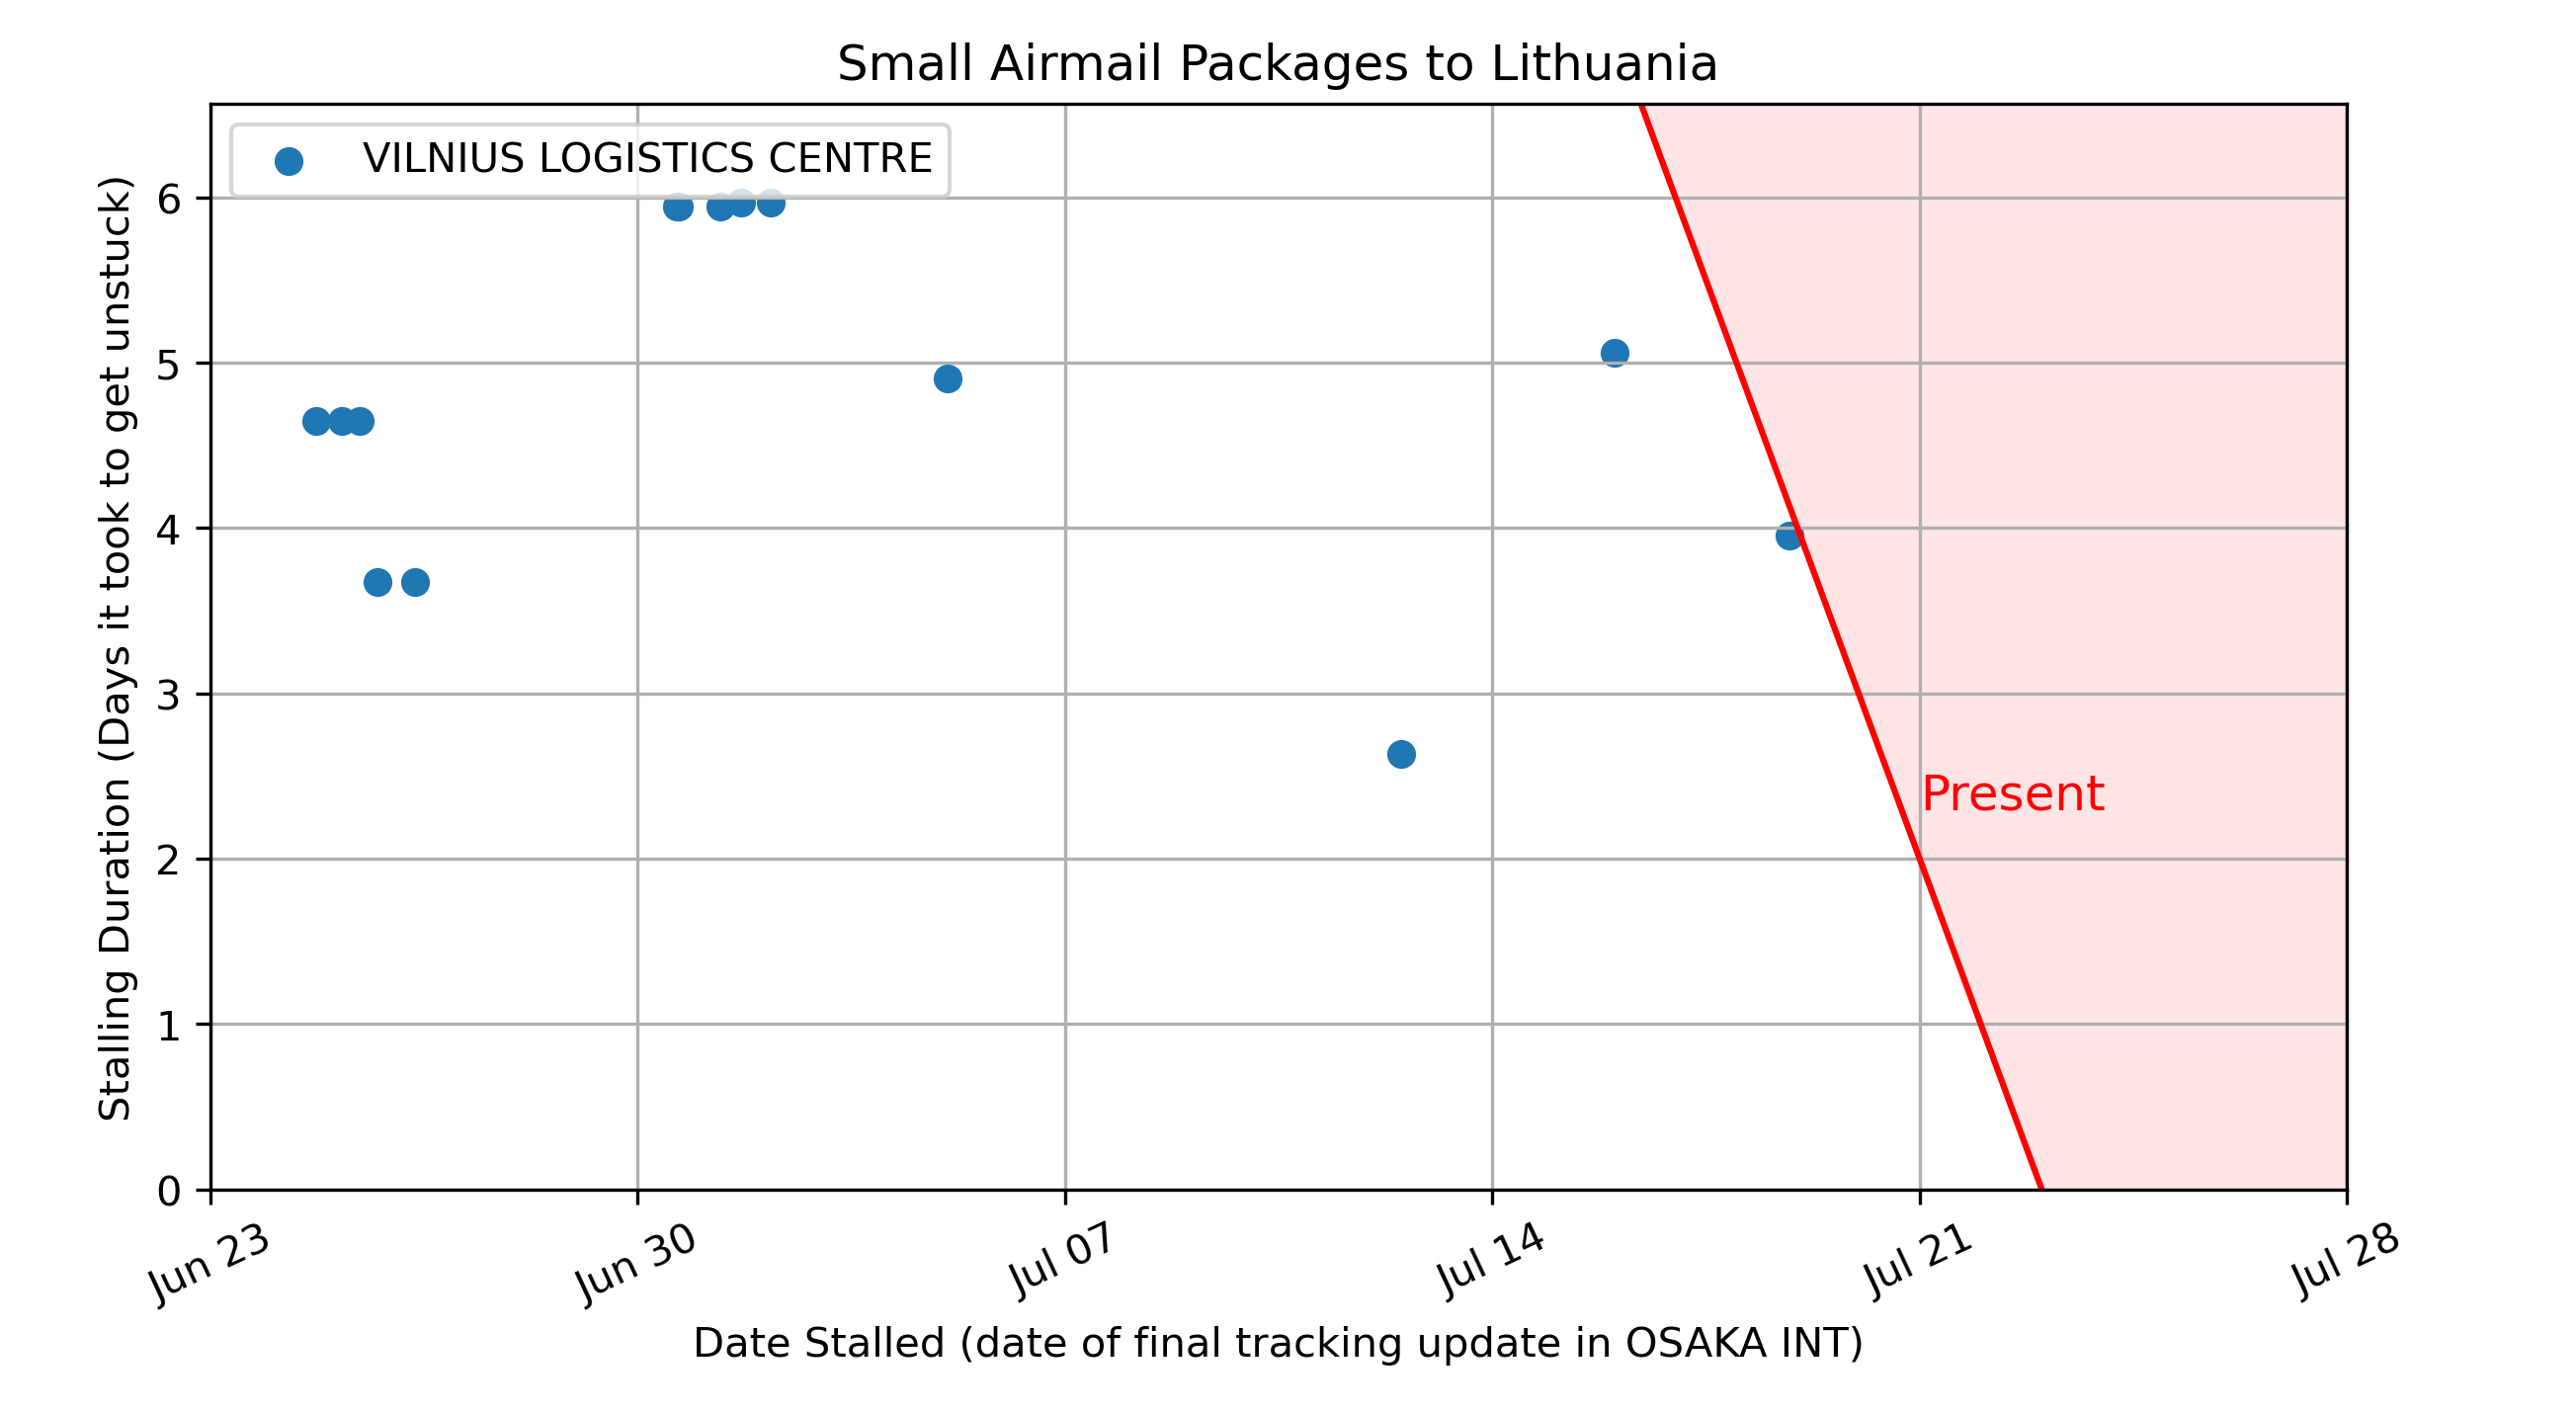 Small Airmail Packages to Lithuania
VILNIUS LOGISTICS CENTRE
Stalling Duration (Days it took to get unstuck)
6
5
4
3
2
1
0
Present
Jun 23
Jun 30
Jul 07
Jul 14
Jul 21
Jul 28
Date Stalled (date of final tracking update in OSAKA INT)